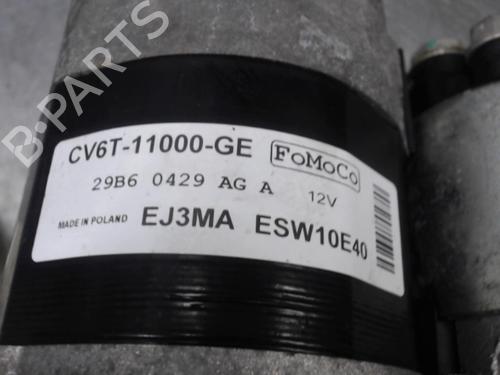 B-PARTS
CV6T-11000-GE FoMoCo
29B6 0429 AG A 12V
MADE IN POLAND EJ3MA ESW10E40